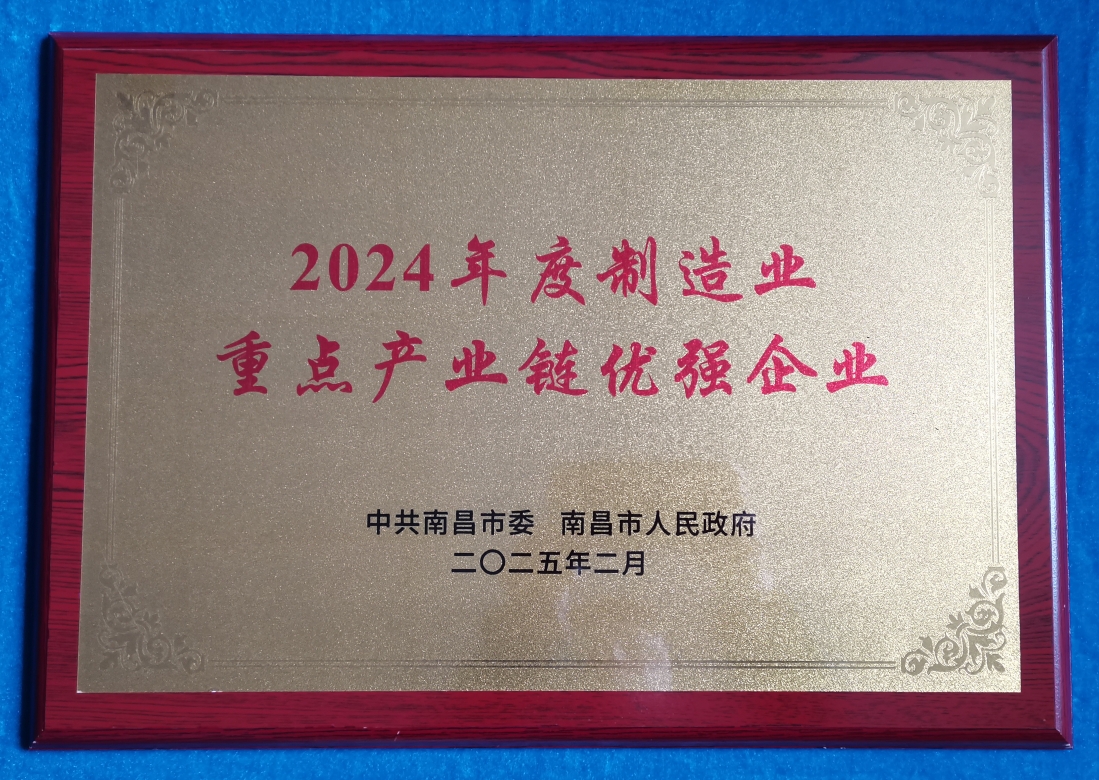 2024年度制造业
重点产业链优强企业
中共南昌市委 南昌市人民政府
二〇二五年二月